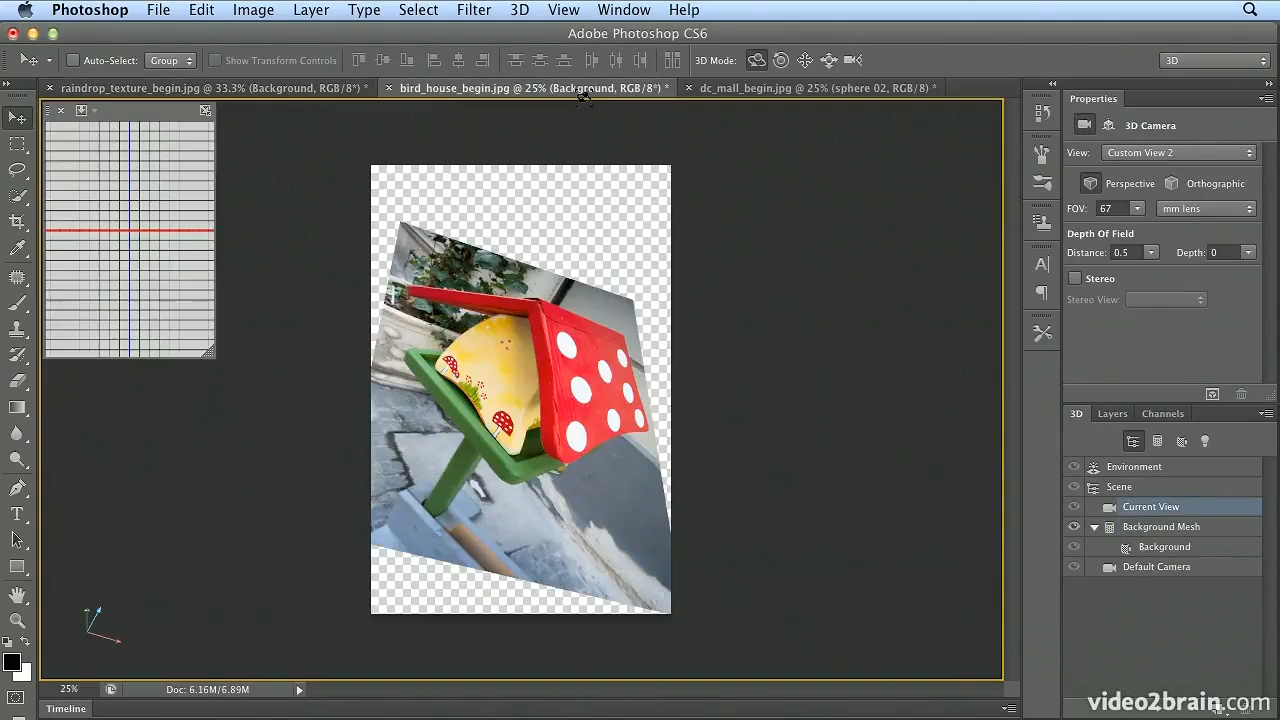 Photoshop File Edit Image Layer Type Select Filter 3D View Window Help
Adobe Photoshop CS6
Auto-Select: Group Show Transform Controls 3D Mode: 3D
raindrop_texture_begin.jpg @ 33.3% (Background, RGB/8*) * bird_house_begin.jpg @ 25% (Background, RGB/8*) * dc_mall_begin.jpg @ 25% (sphere 02, RGB/8) *
Properties
3D Camera
View: Custom View 2
Perspective Orthographic
FOV: 67 mm lens
Depth Of Field
Distance: 0.5 Depth: 0
Stereo
Stereo View:
3D Layers Channels
Environment
Scene
Current View
Background Mesh
Background
Default Camera
25% Doc: 6.16M/6.89M
Timeline
video2brain.com